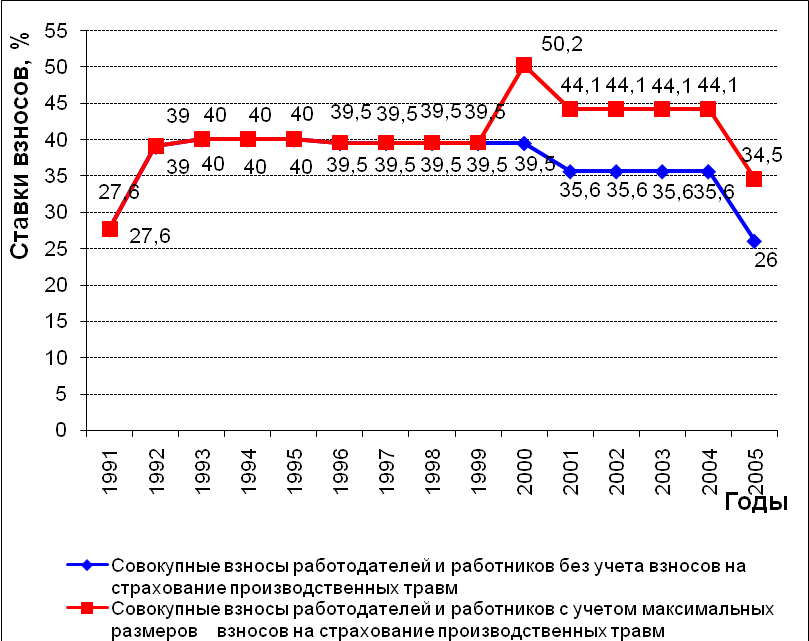 Ставки взносов, %
55
50
45
40
35
30
25
20
15
10
5
0
50,2
44,1 44,1 44,1 44,1
39 40 40 40 39,5 39,5 39,5 39,5
34,5
39 40 40 40 39,5 39,5 39,5 39,5 39,5
35,6 35,6 35,6 35,6
27,6
27,6
26
1991 1992 1993 1994 1995 1996 1997 1998 1999 2000 2001 2002 2003 2004 2005
Годы
Совокупные взносы работодателей и работников без учета взносов на
страхование производственных травм
Совокупные взносы работодателей и работников с учетом максимальных
размеров взносов на страхование производственных травм